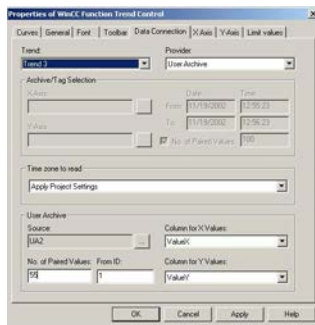 Properties of WinCC Function Trend Control
Curves General Font Toolbar Data Connection X Axis Y Axis Limit values
Trend: Provider:
Trend 3 User Archive
Archive/Tag Selection
X-Axis Date: Time:
From: 11/19/2002 12:55:23
Y-Axis To: 11/19/2002 12:56:23
No. of Paired Values: 100
Time zone to read
Apply Project Settings
User Archive
Source: Column for X Values:
UA2 ... ValueX
No. of Paired Values: From ID: Column for Y Values:
55 1 ValueY
OK Cancel Apply Help